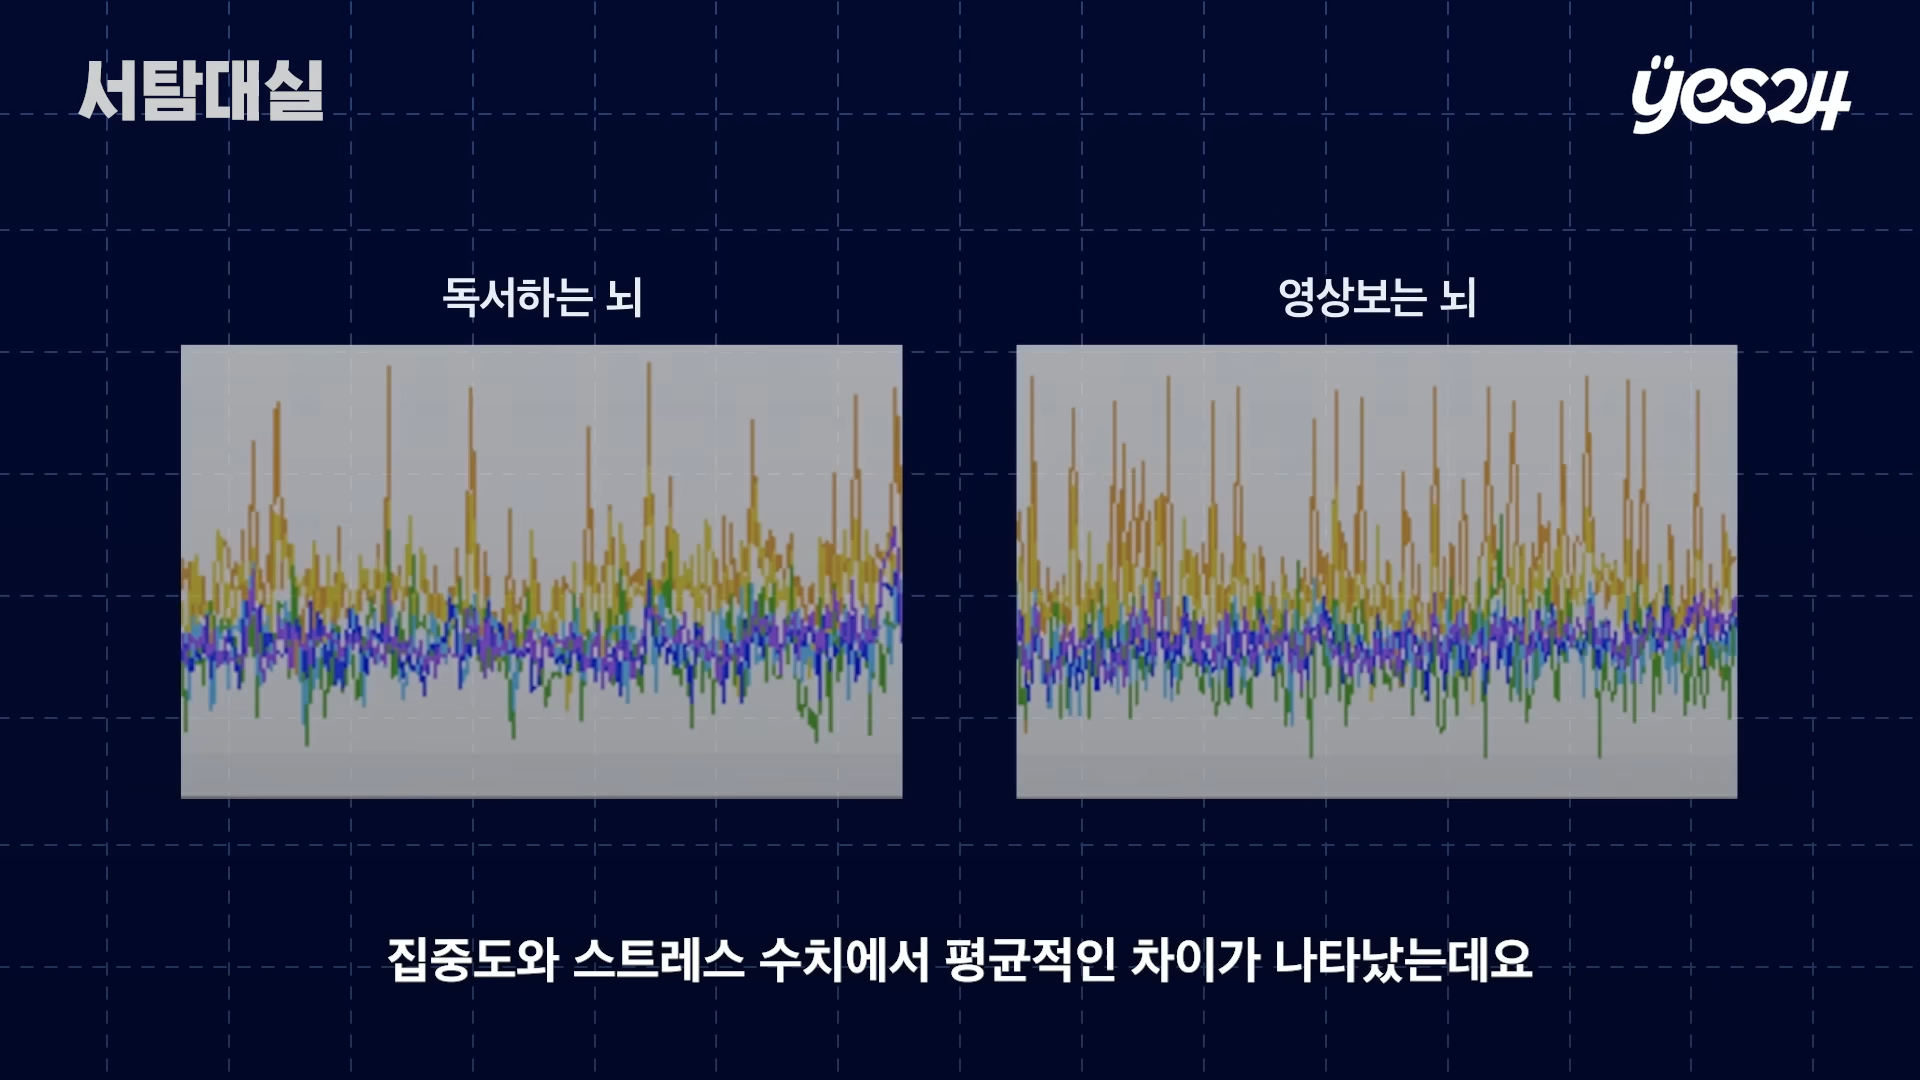 서탐대실
yes24
독서하는 뇌
영상보는 뇌
집중도와 스트레스 수치에서 평균적인 차이가 나타났는데요